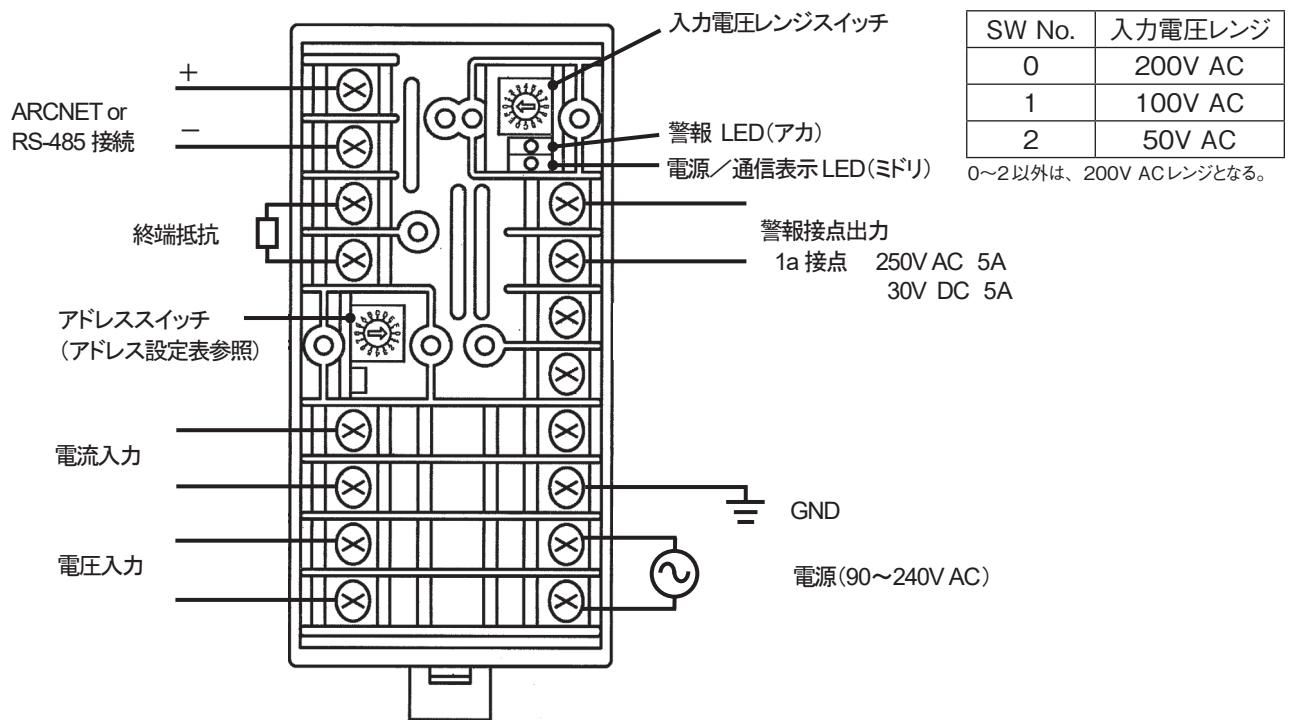 入力電圧レンジスイッチ
SW No. 入力電圧レンジ
0 200V AC
1 100V AC
2 50V AC
0～2以外は、200V ACレンジとなる。
＋
ARCNET or
RS-485 接続
－
警報 LED（アカ）
電源／通信表示 LED（ミドリ）
終端抵抗
警報接点出力
1a 接点 250V AC 5A
30V DC 5A
アドレススイッチ
（アドレス設定表参照）
電流入力
GND
電圧入力
電源（90～240V AC）